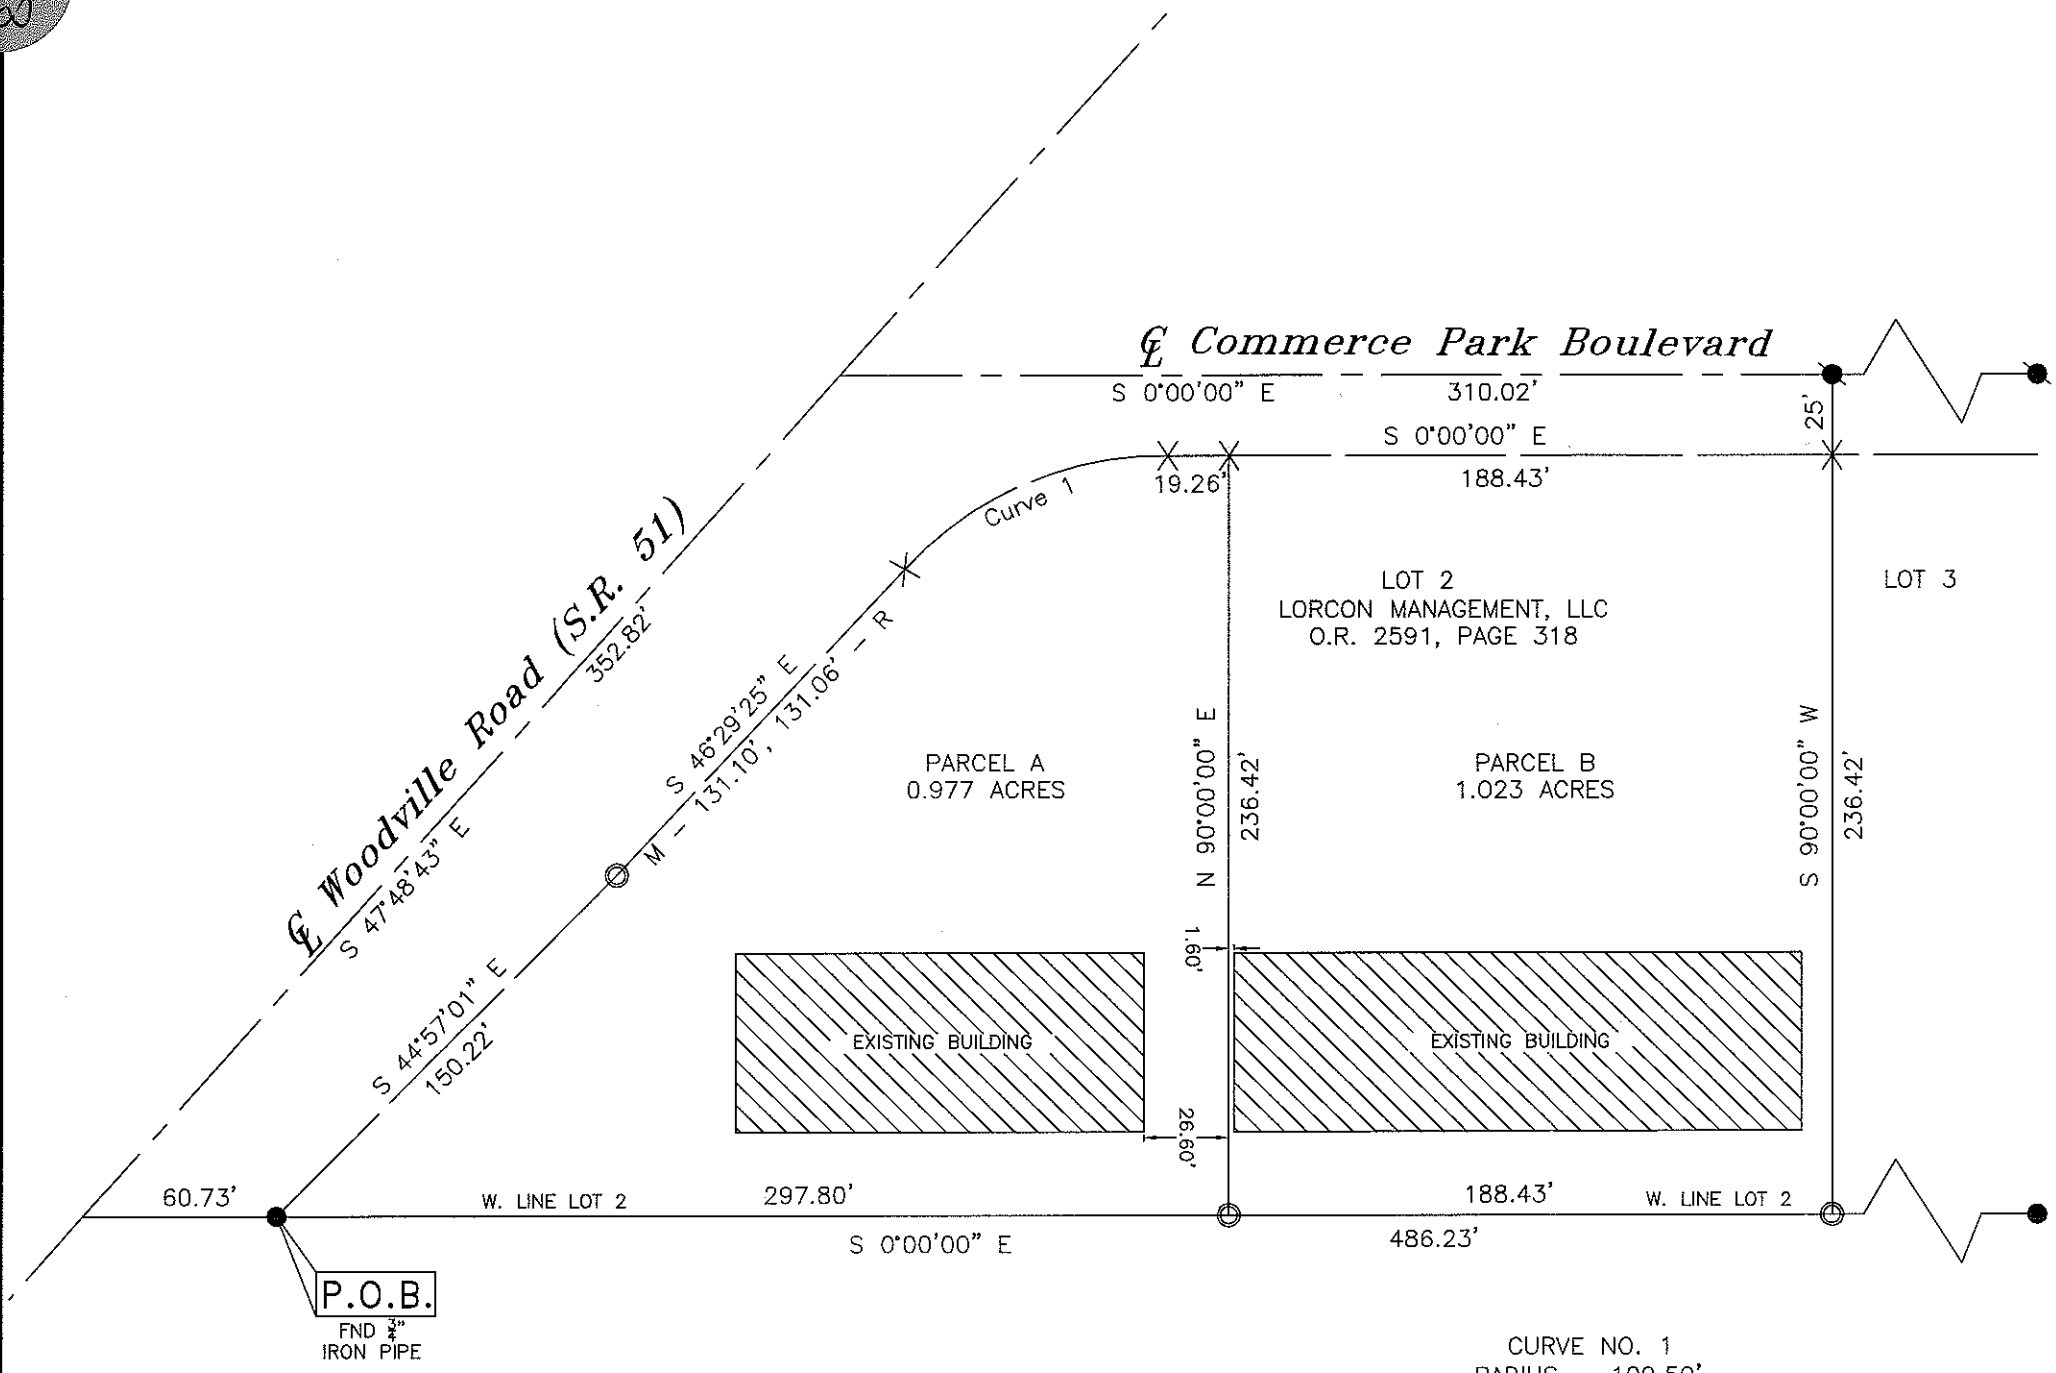 ℄ Commerce Park Boulevard
S 0°00'00" E 310.02'
25'
S 0°00'00" E
19.26' 188.43'
Curve 1
℄ Woodville Road (S.R. 51)
352.82'
S 47°48'43" E
S 46°29'25" E
M - 131.10', 131.06' - R
S 44°57'01" E
150.22'
LOT 2
LORCON MANAGEMENT, LLC
O.R. 2591, PAGE 318
LOT 3
PARCEL A
0.977 ACRES
N 90°00'00" E
236.42'
PARCEL B
1.023 ACRES
S 90°00'00" W
236.42'
1.60'
EXISTING BUILDING
EXISTING BUILDING
26.60'
60.73'
W. LINE LOT 2
297.80'
188.43'
W. LINE LOT 2
S 0°00'00" E
486.23'
P.O.B.
FND 3/4"
IRON PIPE
CURVE NO. 1